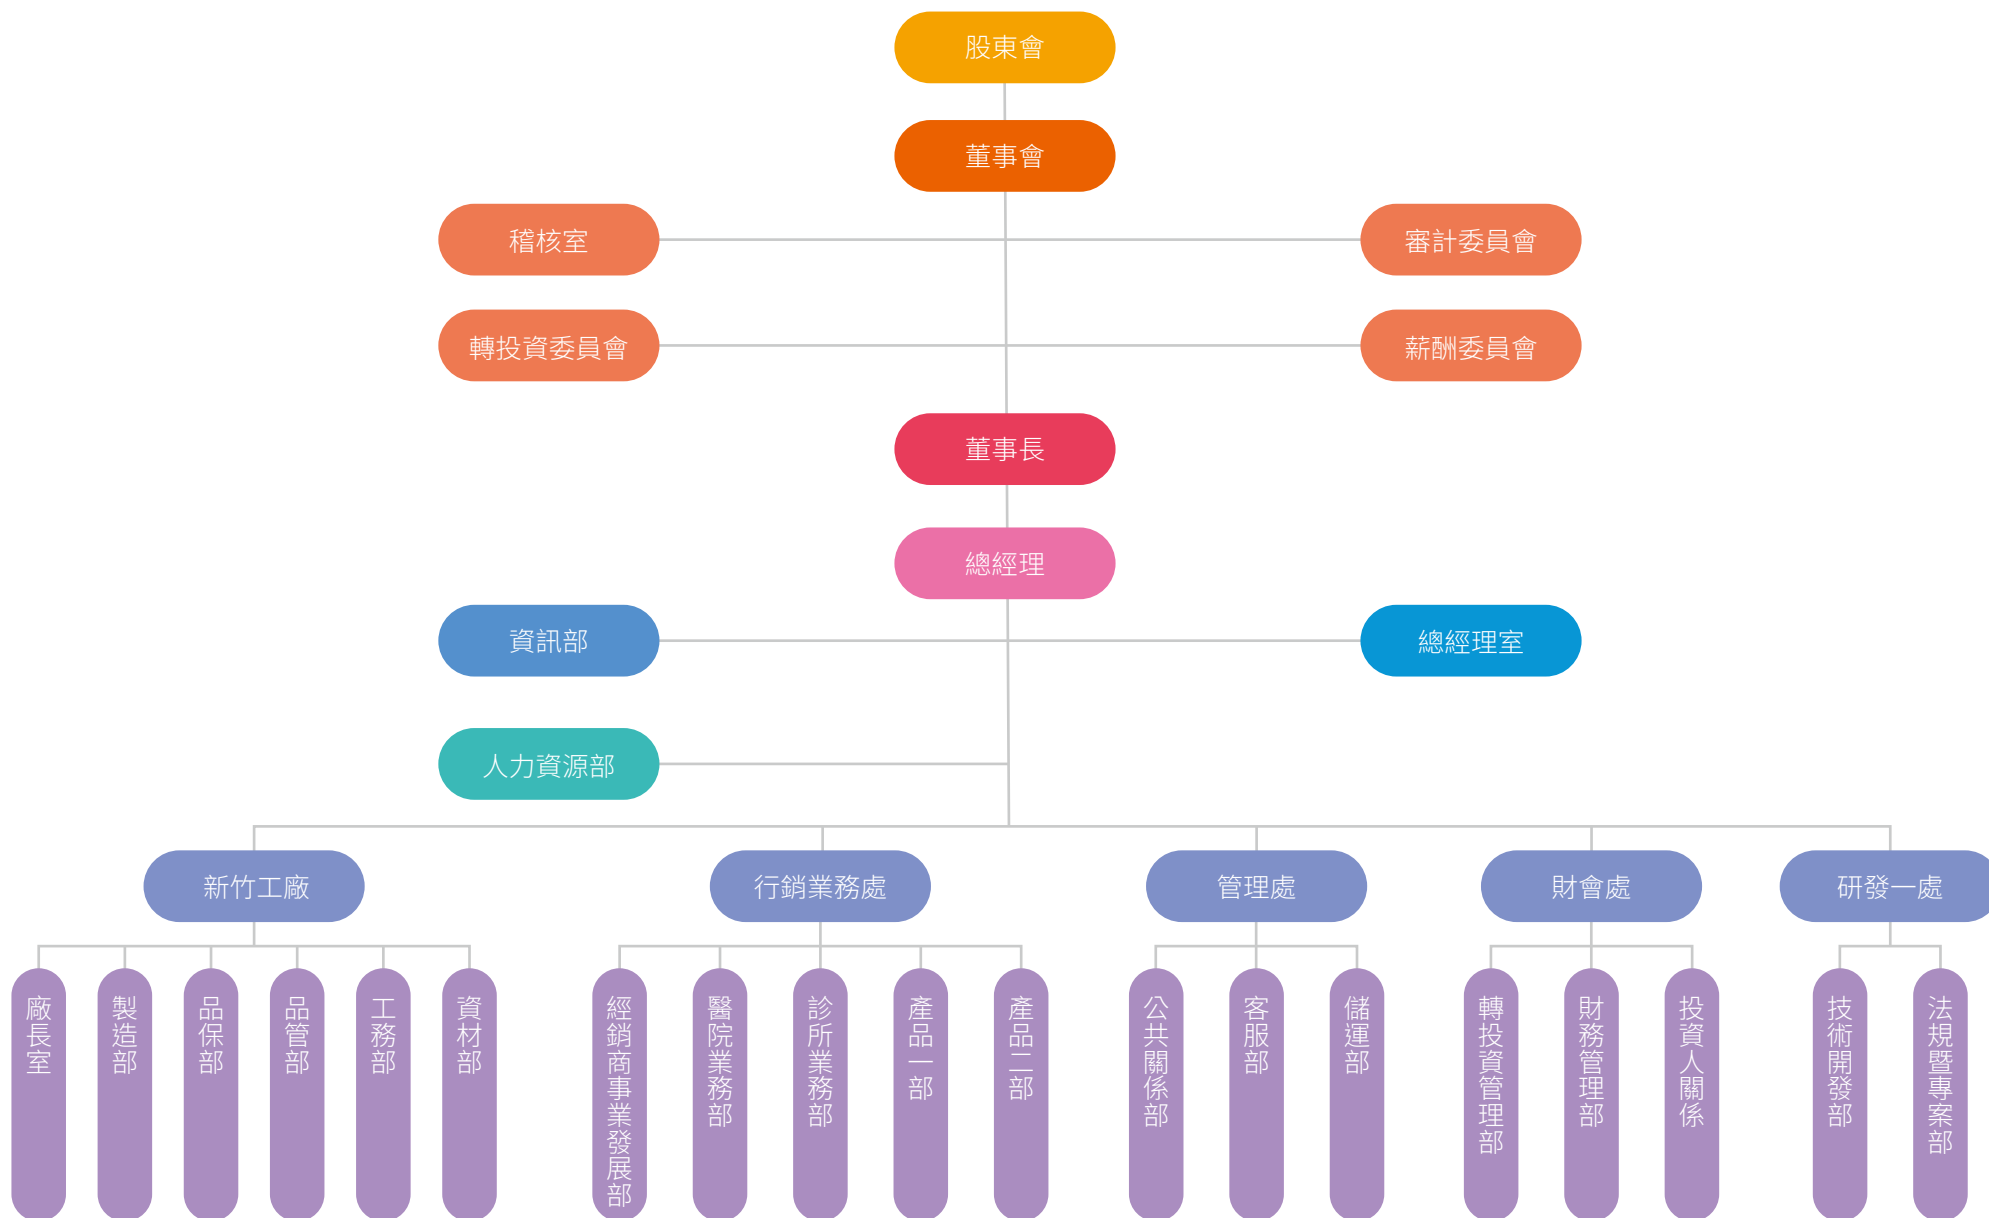 股東會
董事會
稽核室
審計委員會
轉投資委員會
薪酬委員會
董事長
總經理
資訊部
總經理室
人力資源部
新竹工廠
行銷業務處
管理處
財會處
研發一處
廠長室
製造部
品保部
品管部
工務部
資材部
經銷商事業發展部
醫院業務部
診所業務部
產品一部
產品二部
公共關係部
客服部
儲運部
轉投資管理部
財務管理部
投資人關係
技術開發部
法規暨專案部